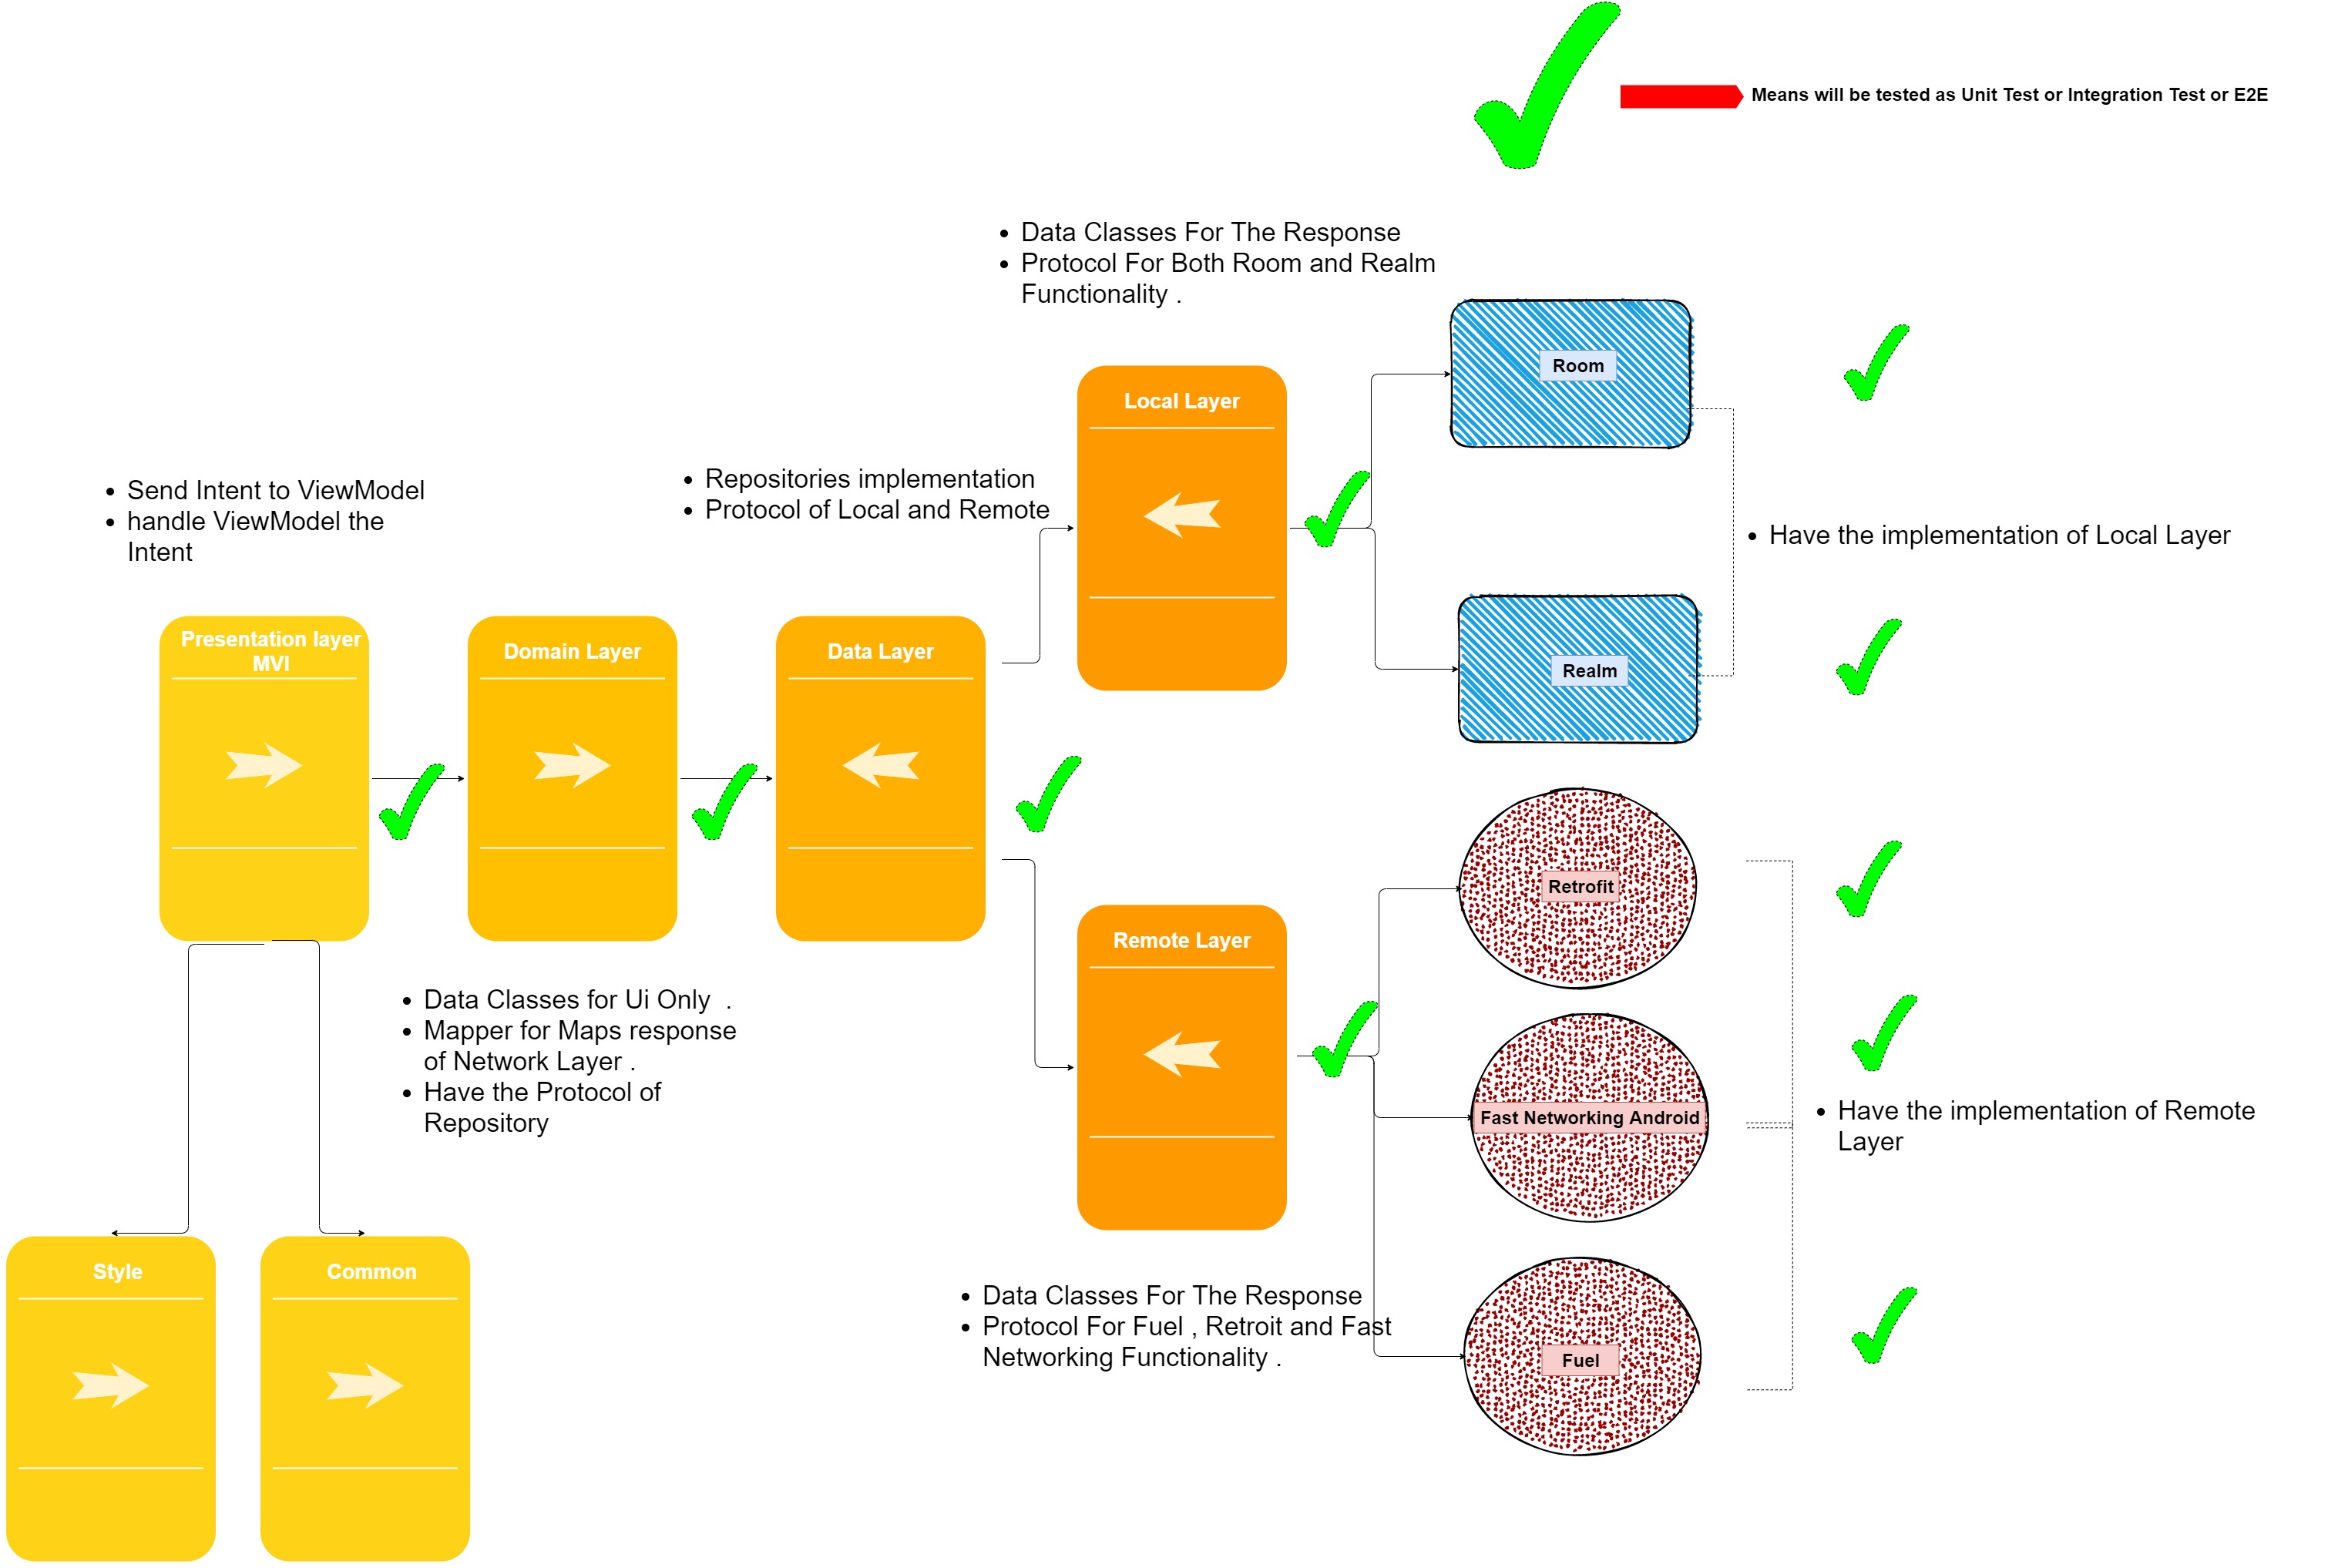 Means will be tested as Unit Test or Integration Test or E2E
• Data Classes For The Response
• Protocol For Both Room and Realm
Functionality .
Room
Local Layer
• Send Intent to ViewModel
• handle ViewModel the
Intent
• Repositories implementation
• Protocol of Local and Remote
• Have the implementation of Local Layer
Presentation layer
MVI
Domain Layer
Data Layer
Realm
Retrofit
Remote Layer
• Data Classes for Ui Only .
• Mapper for Maps response
of Network Layer .
• Have the Protocol of
Repository
Fast Networking Android
• Have the implementation of Remote
Layer
Style
Common
• Data Classes For The Response
• Protocol For Fuel , Retroit and Fast
Networking Functionality .
Fuel